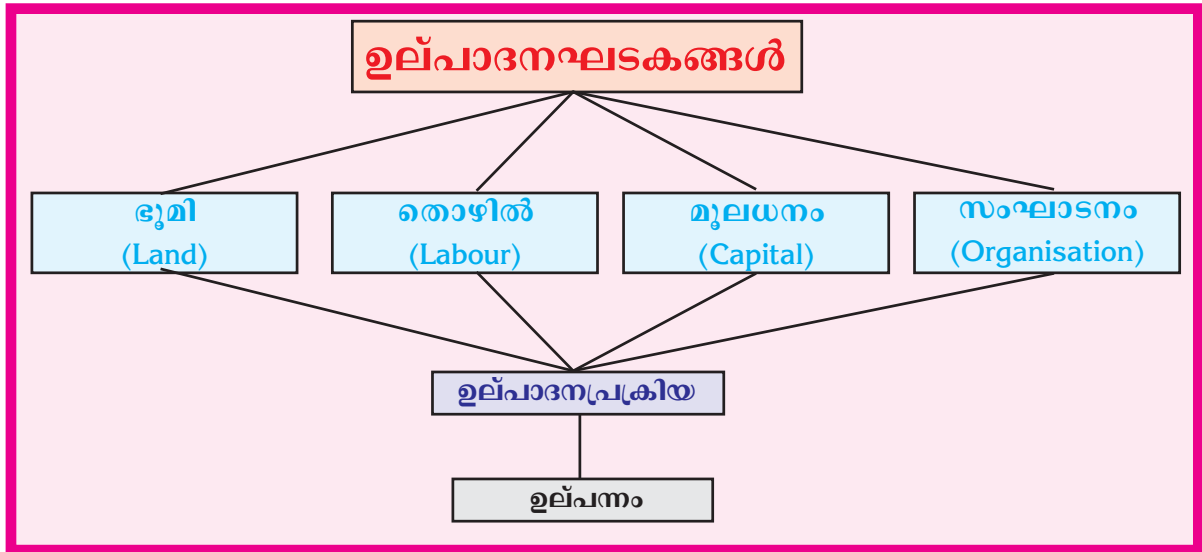 ഉല്പാദനഘടകങ്ങൾ
ഭൂമി
(Land)
തൊഴിൽ
(Labour)
മൂലധനം
(Capital)
സംഘാടനം
(Organisation)
ഉല്പാദനപ്രക്രിയ
ഉല്പന്നം